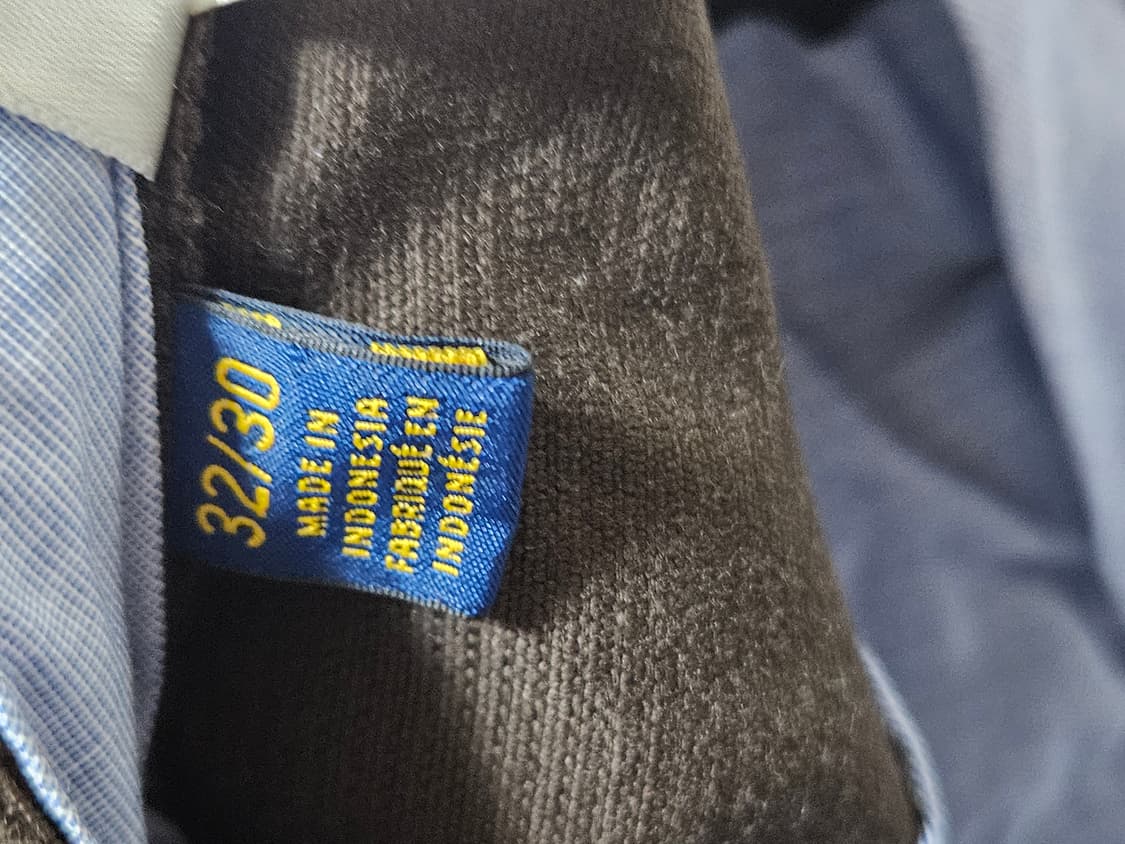 32/30
MADE IN
INDONESIA
FABRIQUÉ EN
INDONÉSIE